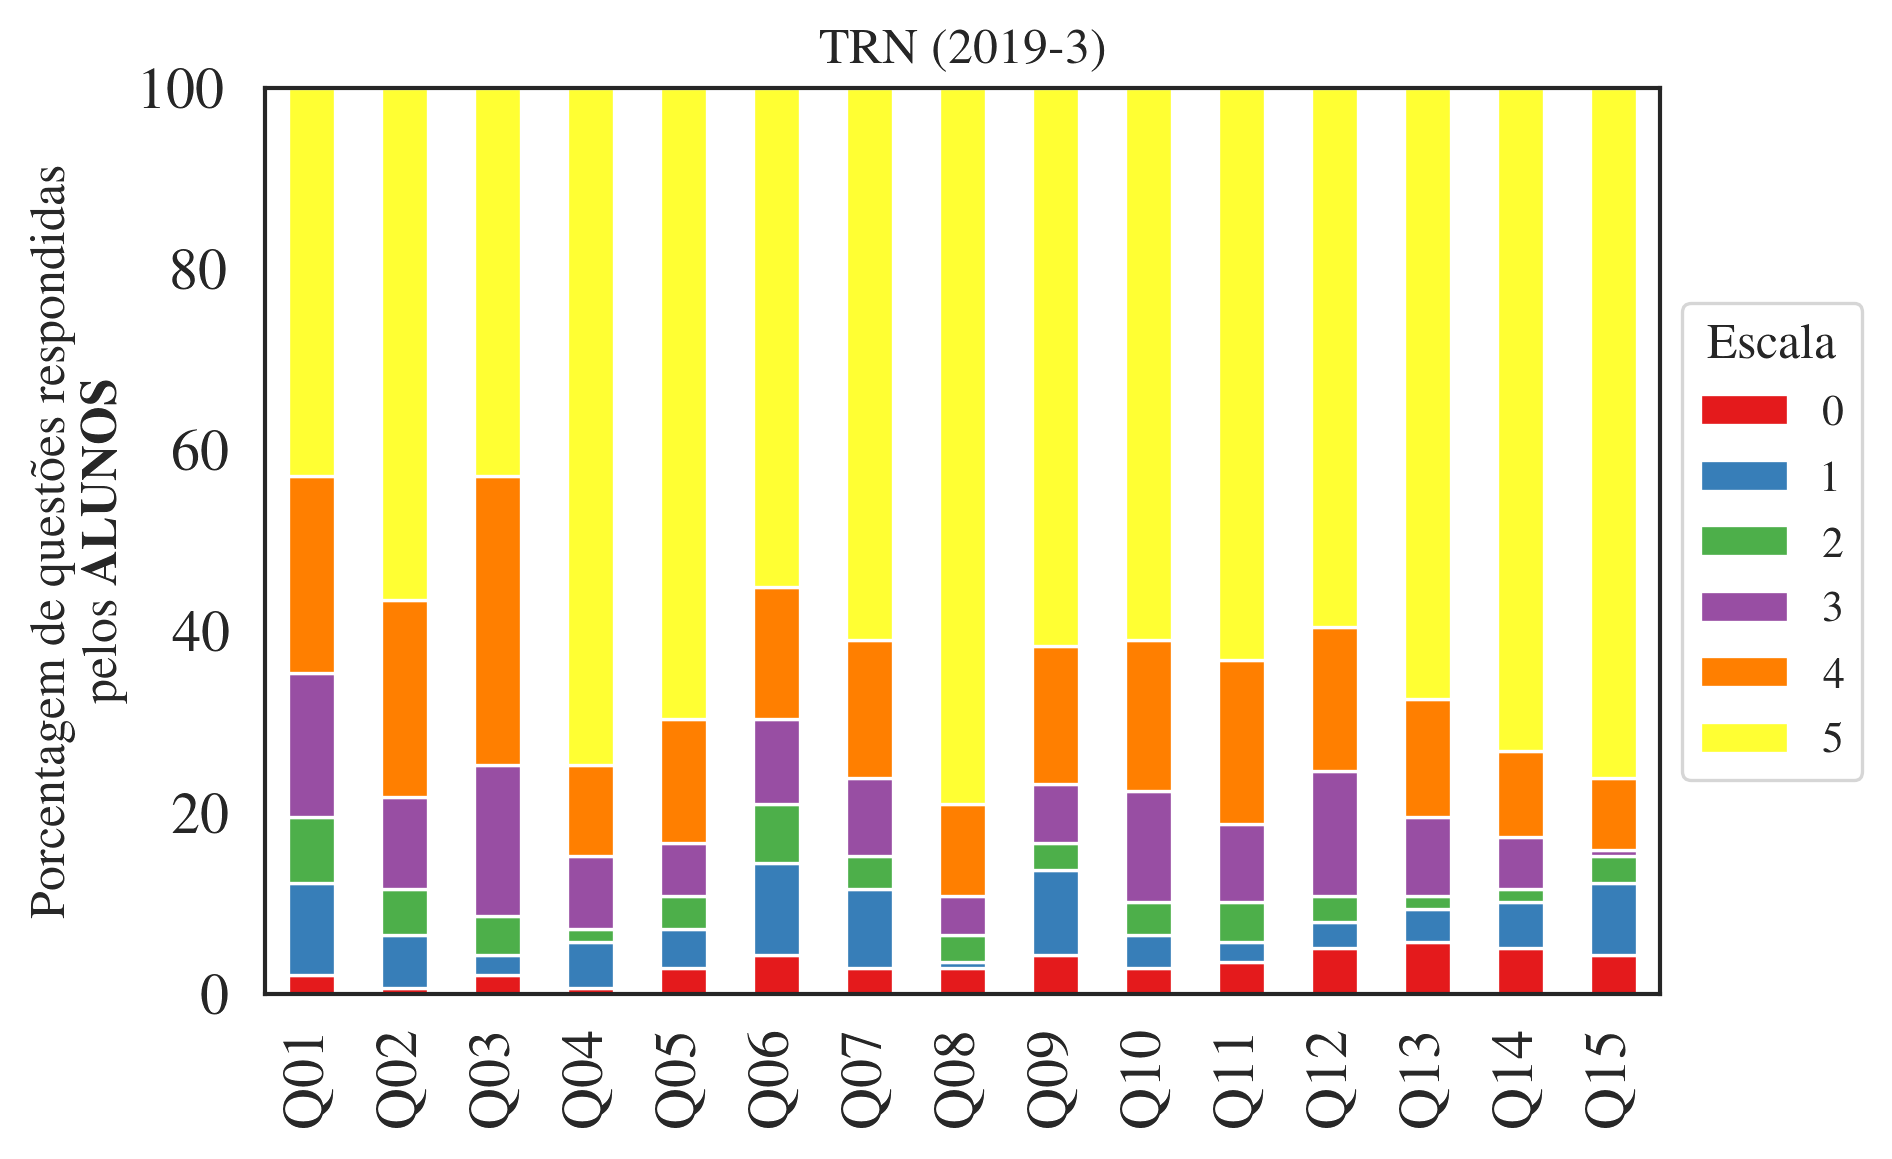 TRN (2019-3)
Porcentagem de questões respondidas
pelos ALUNOS
100
80
60
40
20
0
Q01
Q02
Q03
Q04
Q05
Q06
Q07
Q08
Q09
Q10
Q11
Q12
Q13
Q14
Q15
Escala
0
1
2
3
4
5